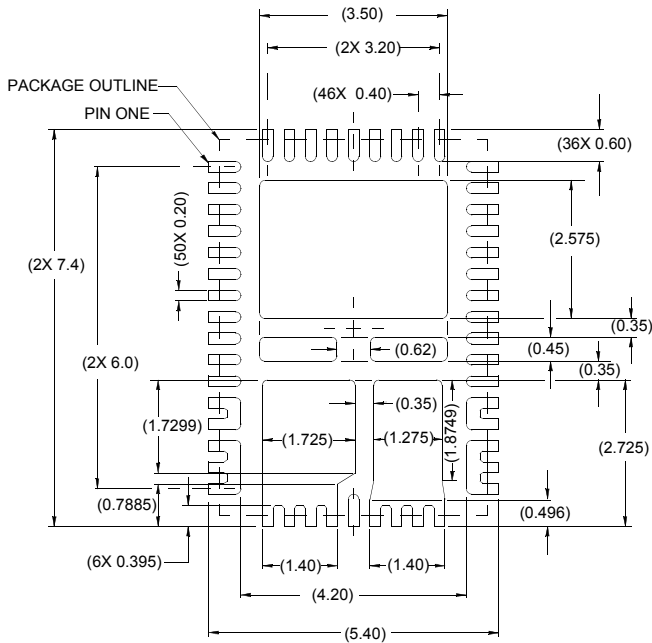 (3.50)
(2X 3.20)
PACKAGE OUTLINE
(46X 0.40)
PIN ONE
(36X 0.60)
(50X 0.20)
(2.575)
(2X 7.4)
(0.35)
(0.62)
(0.45)
(2X 6.0)
(0.35)
(0.35)
(1.7299)
(1.725)
(1.275)
(1.8749)
(2.725)
(0.7885)
(0.496)
(6X 0.395)
(1.40)
(1.40)
(4.20)
(5.40)